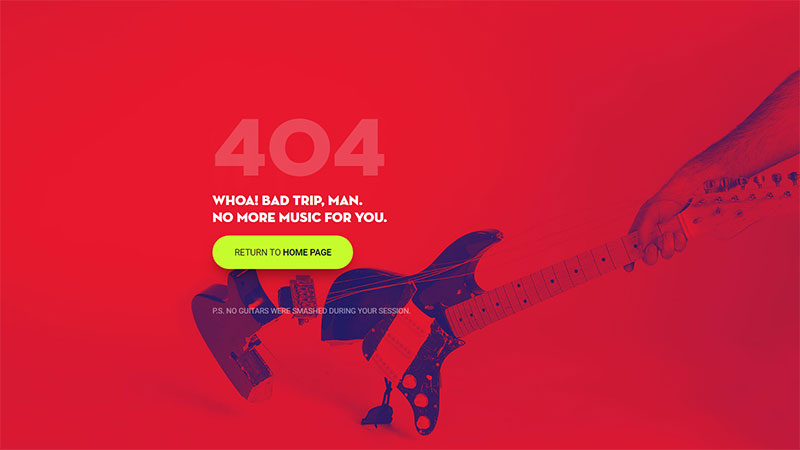 404
WHOA! BAD TRIP, MAN.
NO MORE MUSIC FOR YOU.
RETURN TO HOME PAGE
P.S. NO GUITARS WERE SMASHED DURING YOUR SESSION.